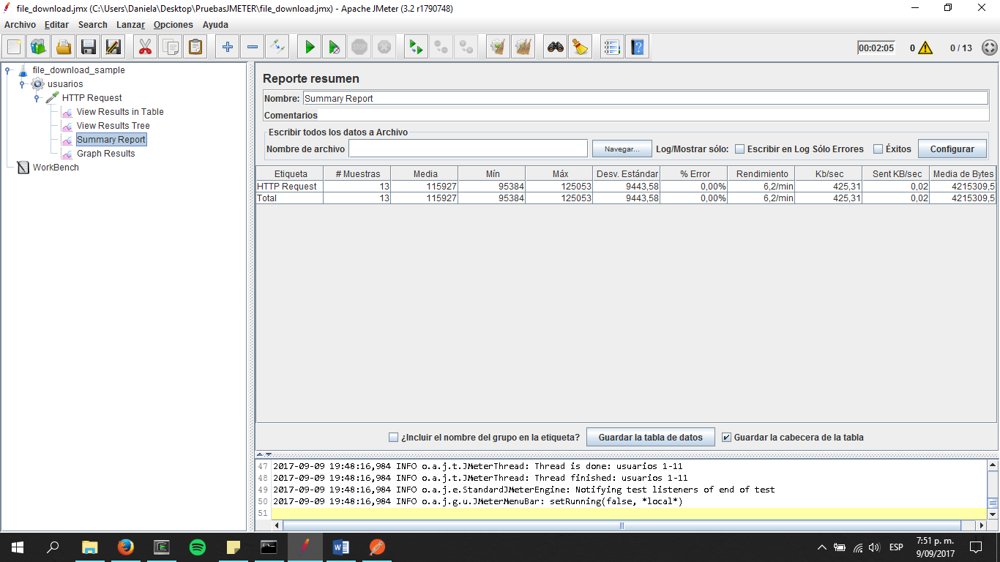 file_download.jmx (C:\Users\Daniela\Desktop\PruebasJMETER\file_download.jmx) - Apache JMeter (3.2 r1790748)
Archivo Editar Search Lanzar Opciones Ayuda
00:02:05 0 0 / 13
file_download_sample
usuarios
HTTP Request
View Results in Table
View Results Tree
Summary Report
Graph Results
WorkBench
Reporte resumen
Nombre: Summary Report
Comentarios
Escribir todos los datos a Archivo
Nombre de archivo Navegar... Log/Mostrar sólo: Escribir en Log Sólo Errores Éxitos Configurar
Etiqueta # Muestras Media Mín Máx Desv. Estándar % Error Rendimiento Kb/sec Sent KB/sec Media de Bytes
HTTP Request 13 115927 95384 125053 9443,58 0,00% 6,2/min 425,31 0,02 4215309,5
Total 13 115927 95384 125053 9443,58 0,00% 6,2/min 425,31 0,02 4215309,5
¿Incluir el nombre del grupo en la etiqueta? Guardar la tabla de datos Guardar la cabecera de la tabla
47 2017-09-09 19:48:16,984 INFO o.a.j.t.JMeterThread: Thread is done: usuarios 1-11
48 2017-09-09 19:48:16,984 INFO o.a.j.t.JMeterThread: Thread finished: usuarios 1-11
49 2017-09-09 19:48:16,984 INFO o.a.j.e.StandardJMeterEngine: Notifying test listeners of end of test
50 2017-09-09 19:48:16,984 INFO o.a.j.g.u.JMeterMenuBar: setRunning(false, *local*)
51
ESP
7:51 p. m.
9/09/2017